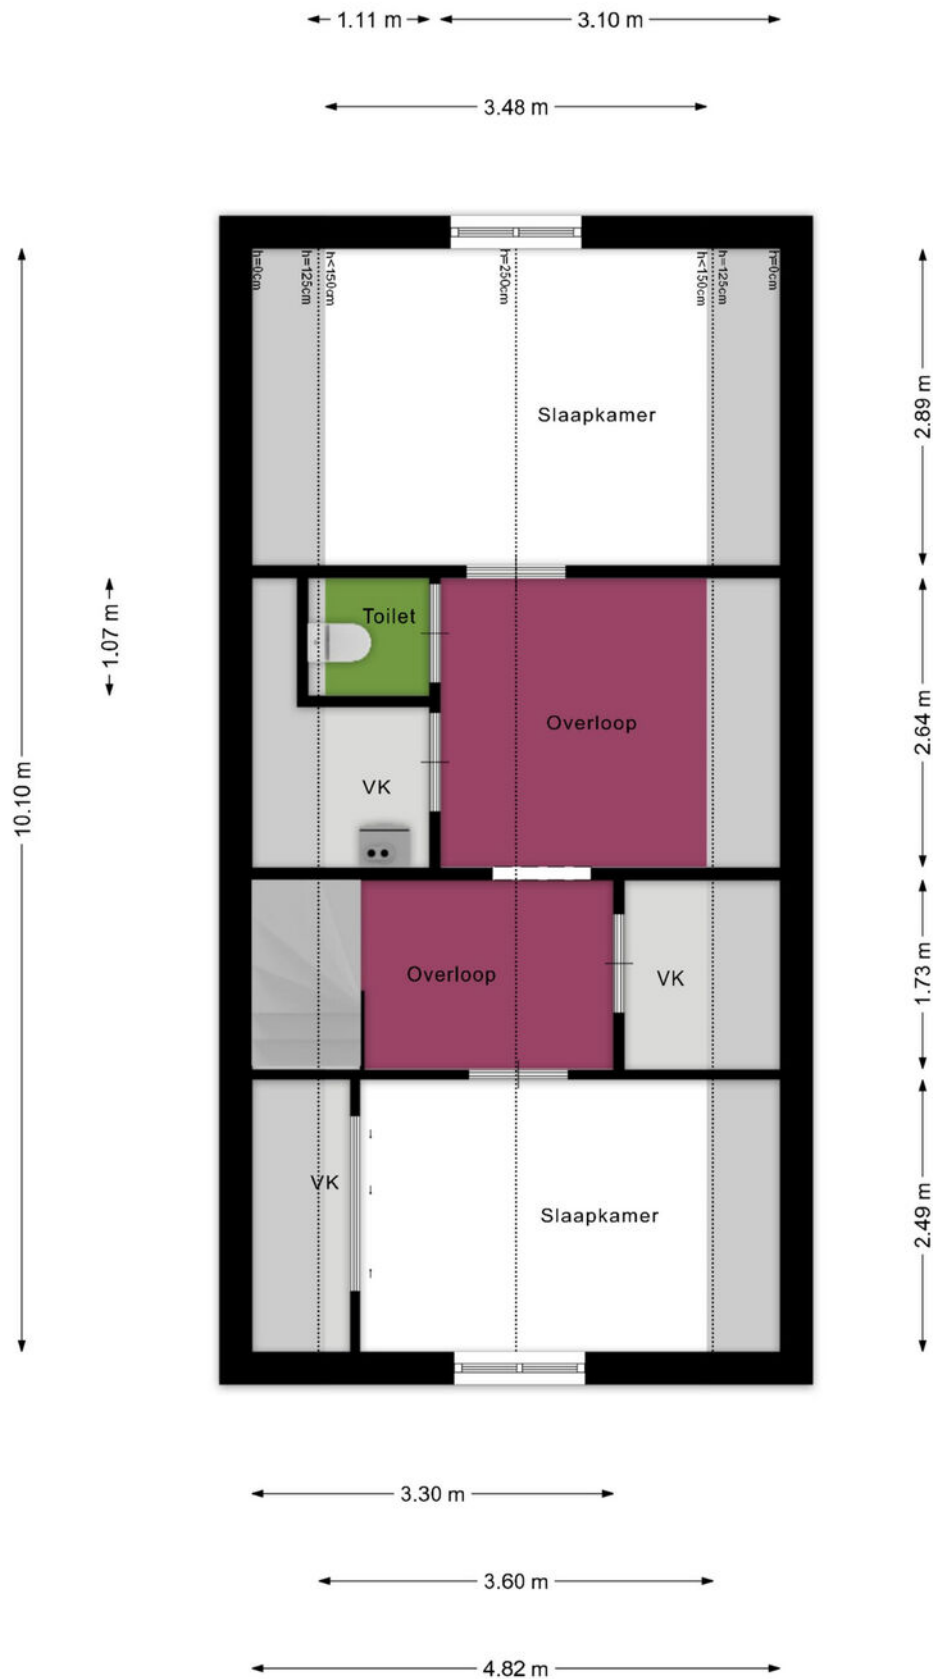 1.11 m
3.10 m
3.48 m
h=0cm
h=125cm
h<150cm
h=250cm
h<150cm
h=125cm
h=0cm
2.89 m
Slaapkamer
1.07 m
Toilet
2.64 m
Overloop
10.10 m
VK
Overloop
VK
1.73 m
VK
Slaapkamer
2.49 m
3.30 m
3.60 m
4.82 m